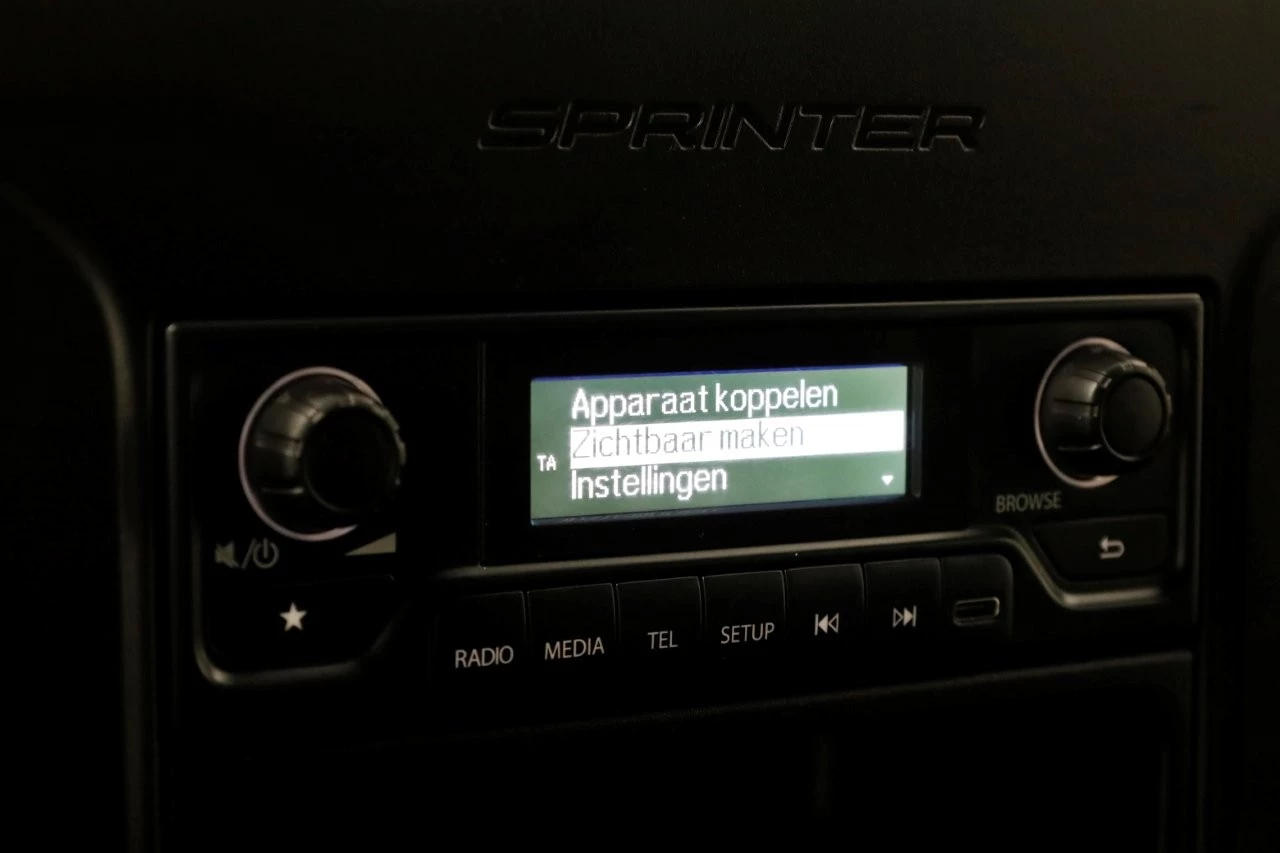 SPRINTER
Apparaat koppelen
Zichtbaar maken
TA
Instellingen
BROWSE
RADIO
MEDIA
TEL
SETUP